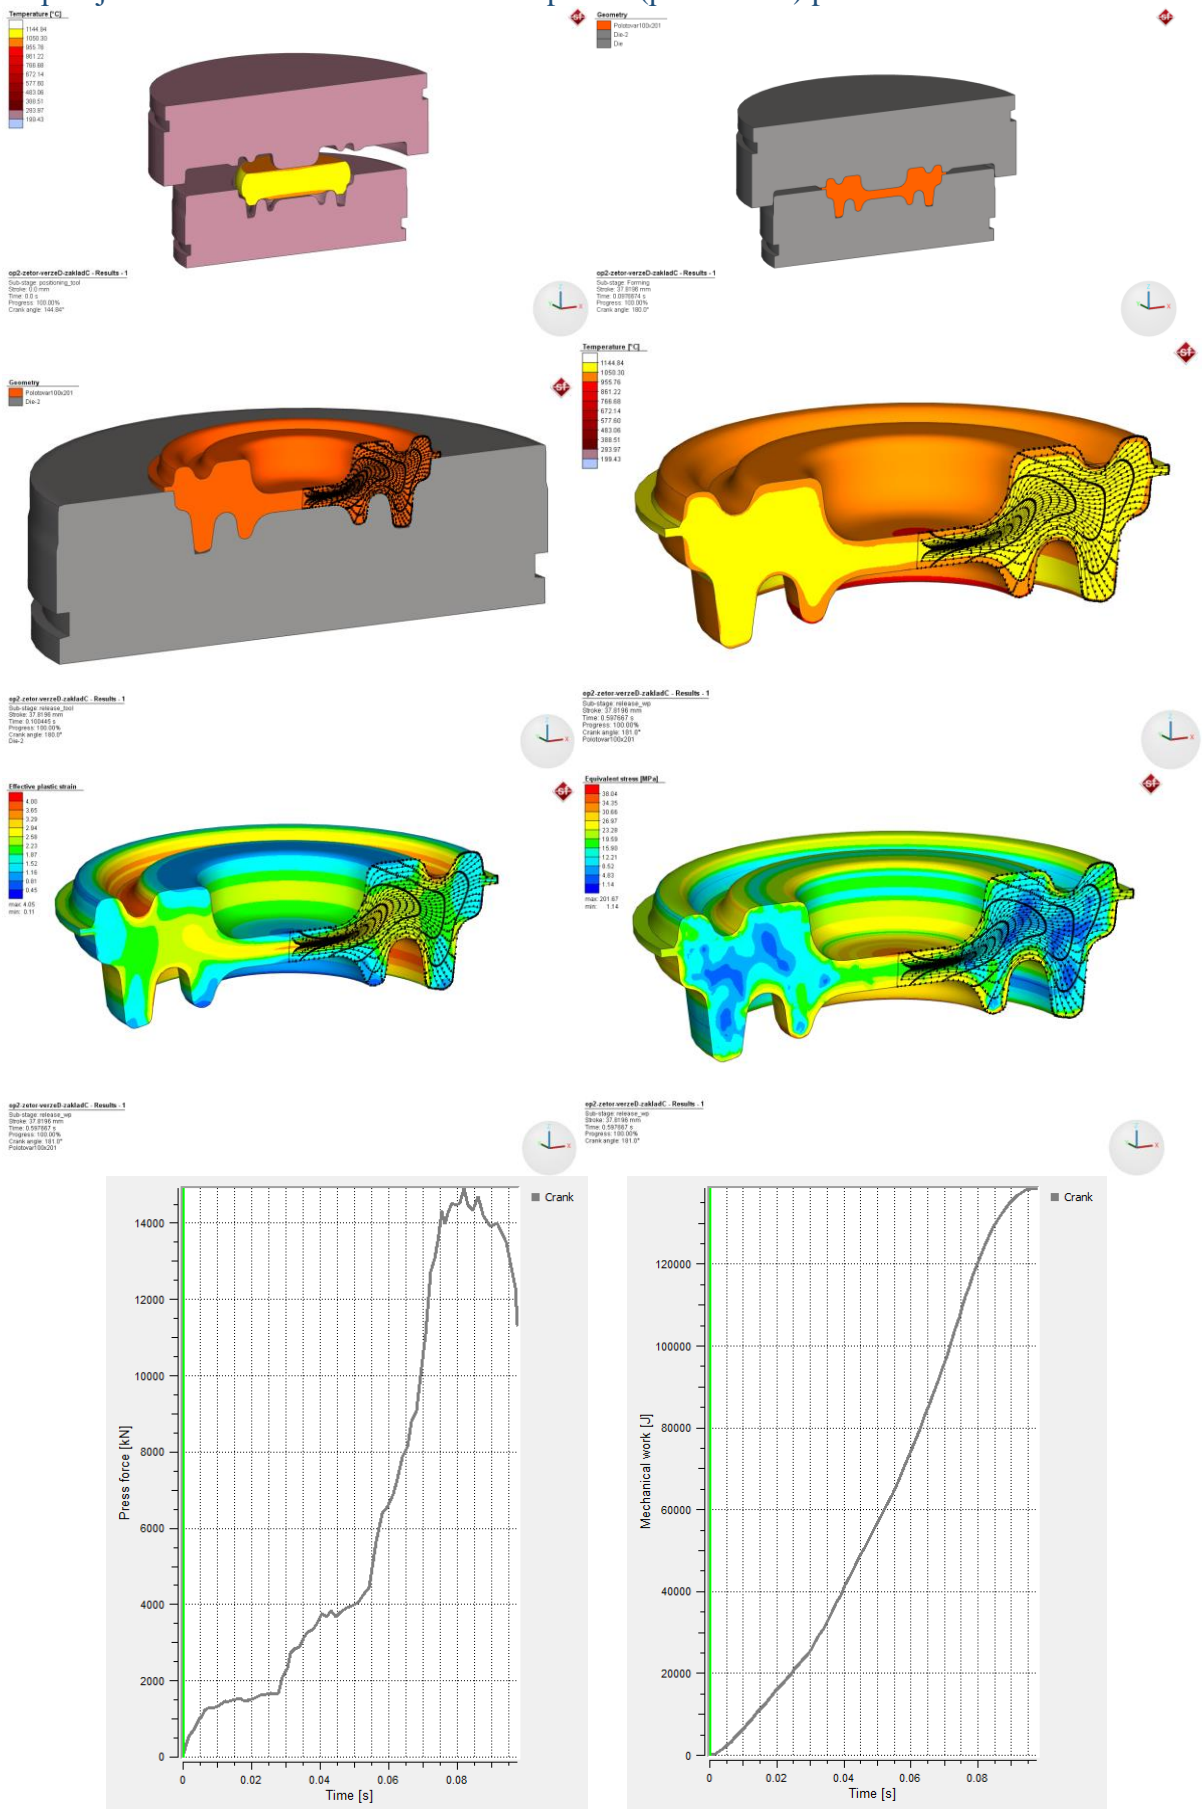 Temperature [°C]
1144.84
1050.30
955.76
861.22
766.68
672.14
577.60
483.06
388.51
293.97
199.43
Geometry
Polotovar100x201
Die-2
Die
op2-zetor-verzeD-zakladC - Results - 1
Sub-stage: positioning_tool
Stroke: 0.0 mm
Time: 0.0 s
Progress: 100.00%
Crank angle: 144.84°
op2-zetor-verzeD-zakladC - Results - 1
Sub-stage: Forming
Stroke: 37.8196 mm
Time: 0.0976674 s
Progress: 100.00%
Crank angle: 180.0°
Geometry
Polotovar100x201
Die-2
Temperature [°C]
1144.84
1050.30
955.76
861.22
766.68
672.14
577.60
483.06
388.51
293.97
199.43
op2-zetor-verzeD-zakladC - Results - 1
Sub-stage: release_tool
Stroke: 37.8196 mm
Time: 0.100445 s
Progress: 100.00%
Crank angle: 180.0°
Die-2
op2-zetor-verzeD-zakladC - Results - 1
Sub-stage: release_wp
Stroke: 37.8196 mm
Time: 0.597667 s
Progress: 100.00%
Crank angle: 181.0°
Polotovar100x201
Effective plastic strain
4.00
3.65
3.29
2.94
2.58
2.23
1.87
1.52
1.16
0.81
0.45
max: 4.05
min: 0.11
Equivalent stress [MPa]
38.04
34.35
30.66
26.97
23.28
19.59
15.90
12.21
8.52
4.83
1.14
max: 201.67
min: 1.14
op2-zetor-verzeD-zakladC - Results - 1
Sub-stage: release_wp
Stroke: 37.8196 mm
Time: 0.597667 s
Progress: 100.00%
Crank angle: 181.0°
Polotovar100x201
op2-zetor-verzeD-zakladC - Results - 1
Sub-stage: release_wp
Stroke: 37.8196 mm
Time: 0.597667 s
Progress: 100.00%
Crank angle: 181.0°
Crank
Press force [kN]
14000
12000
10000
8000
6000
4000
2000
0
0 0.02 0.04 0.06 0.08
Time [s]
Crank
Mechanical work [J]
120000
100000
80000
60000
40000
20000
0
0 0.02 0.04 0.06 0.08
Time [s]